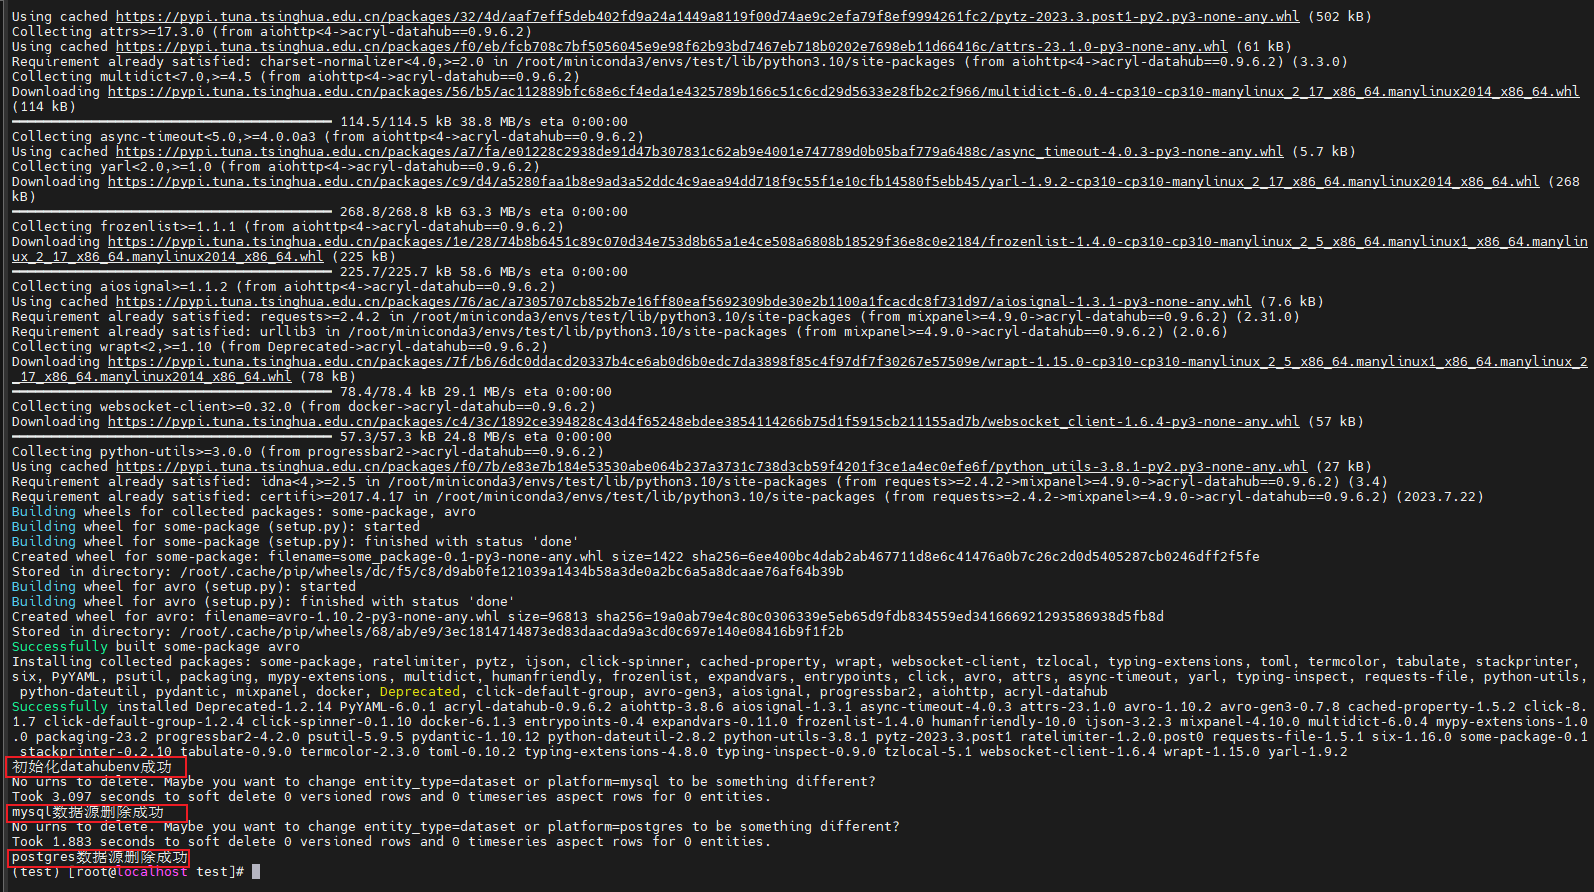 Using cached https://pypi.tuna.tsinghua.edu.cn/packages/32/4d/aaf7eff5deb402fd9a24a1449a8119f00d74ae9c2efa79f8ef9994261fc2/pytz-2023.3.post1-py2.py3-none-any.whl (502 kB)
Collecting attrs>=17.3.0 (from aiohttp<4->acryl-datahub==0.9.6.2)
Using cached https://pypi.tuna.tsinghua.edu.cn/packages/f0/eb/fcb708c7bf5056045e9e98f62b93bd7467eb718b0202e7698eb11d66416c/attrs-23.1.0-py3-none-any.whl (61 kB)
Requirement already satisfied: charset-normalizer<4.0,>=2.0 in /root/miniconda3/envs/test/lib/python3.10/site-packages (from aiohttp<4->acryl-datahub==0.9.6.2) (3.3.0)
Collecting multidict<7.0,>=4.5 (from aiohttp<4->acryl-datahub==0.9.6.2)
Downloading https://pypi.tuna.tsinghua.edu.cn/packages/56/b5/ac112889bfc68e6cf4eda1e4325789b166c51c6cd29d5633e28fb2c2f966/multidict-6.0.4-cp310-cp310-manylinux_2_17_x86_64.manylinux2014_x86_64.whl
(114 kB)
━━━━━━━━━━━━━━━━━━━━━━━━━━━━━━━━━━━━━━━━ 114.5/114.5 kB 38.8 MB/s eta 0:00:00
Collecting async-timeout<5.0,>=4.0.0a3 (from aiohttp<4->acryl-datahub==0.9.6.2)
Using cached https://pypi.tuna.tsinghua.edu.cn/packages/a7/fa/e01228c2938de91d47b307831c62ab9e4001e747789d0b05baf779a6488c/async_timeout-4.0.3-py3-none-any.whl (5.7 kB)
Collecting yarl<2.0,>=1.0 (from aiohttp<4->acryl-datahub==0.9.6.2)
Downloading https://pypi.tuna.tsinghua.edu.cn/packages/c9/d4/a5280faa1b8e9ad3a52ddc4c9aea94dd718f9c55f1e10cfb14580f5ebb45/yarl-1.9.2-cp310-cp310-manylinux_2_17_x86_64.manylinux2014_x86_64.whl (268
kB)
━━━━━━━━━━━━━━━━━━━━━━━━━━━━━━━━━━━━━━━━ 268.8/268.8 kB 63.3 MB/s eta 0:00:00
Collecting frozenlist>=1.1.1 (from aiohttp<4->acryl-datahub==0.9.6.2)
Downloading https://pypi.tuna.tsinghua.edu.cn/packages/1e/28/74b8b6451c89c070d34e753d8b65a1e4ce508a6808b18529f36e8c0e2184/frozenlist-1.4.0-cp310-cp310-manylinux_2_5_x86_64.manylinux1_x86_64.manylin
ux_2_17_x86_64.manylinux2014_x86_64.whl (225 kB)
━━━━━━━━━━━━━━━━━━━━━━━━━━━━━━━━━━━━━━━━ 225.7/225.7 kB 58.6 MB/s eta 0:00:00
Collecting aiosignal>=1.1.2 (from aiohttp<4->acryl-datahub==0.9.6.2)
Using cached https://pypi.tuna.tsinghua.edu.cn/packages/76/ac/a7305707cb852b7e16ff80eaf5692309bde30e2b1100a1fcacdc8f731d97/aiosignal-1.3.1-py3-none-any.whl (7.6 kB)
Requirement already satisfied: requests>=2.4.2 in /root/miniconda3/envs/test/lib/python3.10/site-packages (from mixpanel>=4.9.0->acryl-datahub==0.9.6.2) (2.31.0)
Requirement already satisfied: urllib3 in /root/miniconda3/envs/test/lib/python3.10/site-packages (from mixpanel>=4.9.0->acryl-datahub==0.9.6.2) (2.0.6)
Collecting wrapt<2,>=1.10 (from Deprecated->acryl-datahub==0.9.6.2)
Downloading https://pypi.tuna.tsinghua.edu.cn/packages/7f/b6/6dc0ddacd20337b4ce6ab0d6b0edc7da3898f85c4f97df7f30267e57509e/wrapt-1.15.0-cp310-cp310-manylinux_2_5_x86_64.manylinux1_x86_64.manylinux_2
_17_x86_64.manylinux2014_x86_64.whl (78 kB)
━━━━━━━━━━━━━━━━━━━━━━━━━━━━━━━━━━━━━━━━ 78.4/78.4 kB 29.1 MB/s eta 0:00:00
Collecting websocket-client>=0.32.0 (from docker->acryl-datahub==0.9.6.2)
Downloading https://pypi.tuna.tsinghua.edu.cn/packages/c4/3c/1892ce394828c43d4f65248ebdee3854114266b75d1f5915cb211155ad7b/websocket_client-1.6.4-py3-none-any.whl (57 kB)
━━━━━━━━━━━━━━━━━━━━━━━━━━━━━━━━━━━━━━━━ 57.3/57.3 kB 24.8 MB/s eta 0:00:00
Collecting python-utils>=3.0.0 (from progressbar2->acryl-datahub==0.9.6.2)
Using cached https://pypi.tuna.tsinghua.edu.cn/packages/f0/7b/e83e7b184e53530abe064b237a3731c738d3cb59f4201f3ce1a4ec0efe6f/python_utils-3.8.1-py2.py3-none-any.whl (27 kB)
Requirement already satisfied: idna<4,>=2.5 in /root/miniconda3/envs/test/lib/python3.10/site-packages (from requests>=2.4.2->mixpanel>=4.9.0->acryl-datahub==0.9.6.2) (3.4)
Requirement already satisfied: certifi>=2017.4.17 in /root/miniconda3/envs/test/lib/python3.10/site-packages (from requests>=2.4.2->mixpanel>=4.9.0->acryl-datahub==0.9.6.2) (2023.7.22)
Building wheels for collected packages: some-package, avro
Building wheel for some-package (setup.py): started
Building wheel for some-package (setup.py): finished with status 'done'
Created wheel for some-package: filename=some_package-0.1-py3-none-any.whl size=1422 sha256=6ee400bc4dab2ab467711d8e6c41476a0b7c26c2d0d5405287cb0246dff2f5fe
Stored in directory: /root/.cache/pip/wheels/dc/f5/c8/d9ab0fe121039a1434b58a3de0a2bc6a5a8dcaae76af64b39b
Building wheel for avro (setup.py): started
Building wheel for avro (setup.py): finished with status 'done'
Created wheel for avro: filename=avro-1.10.2-py3-none-any.whl size=96813 sha256=19a0ab79e4c80c0306339e5eb65d9fdb834559ed341666921293586938d5fb8d
Stored in directory: /root/.cache/pip/wheels/68/ab/e9/3ec1814714873ed83daacda9a3cd0c697e140e08416b9f1f2b
Successfully built some-package avro
Installing collected packages: some-package, ratelimiter, pytz, ijson, click-spinner, cached-property, wrapt, websocket-client, tzlocal, typing-extensions, toml, termcolor, tabulate, stackprinter,
six, PyYAML, psutil, packaging, mypy-extensions, multidict, humanfriendly, frozenlist, expandvars, entrypoints, click, avro, attrs, async-timeout, yarl, typing-inspect, requests-file, python-utils,
python-dateutil, pydantic, mixpanel, docker, Deprecated, click-default-group, avro-gen3, aiosignal, progressbar2, aiohttp, acryl-datahub
Successfully installed Deprecated-1.2.14 PyYAML-6.0.1 acryl-datahub-0.9.6.2 aiohttp-3.8.6 aiosignal-1.3.1 async-timeout-4.0.3 attrs-23.1.0 avro-1.10.2 avro-gen3-0.7.8 cached-property-1.5.2 click-8.
1.7 click-default-group-1.2.4 click-spinner-0.1.10 docker-6.1.3 entrypoints-0.4 expandvars-0.11.0 frozenlist-1.4.0 humanfriendly-10.0 ijson-3.2.3 mixpanel-4.10.0 multidict-6.0.4 mypy-extensions-1.0
.0 packaging-23.2 progressbar2-4.2.0 psutil-5.9.5 pydantic-1.10.12 python-dateutil-2.8.2 python-utils-3.8.1 pytz-2023.3.post1 ratelimiter-1.2.0.post0 requests-file-1.5.1 six-1.16.0 some-package-0.1
stackprinter-0.2.10 tabulate-0.9.0 termcolor-2.3.0 toml-0.10.2 typing-extensions-4.8.0 typing-inspect-0.9.0 tzlocal-5.1 websocket-client-1.6.4 wrapt-1.15.0 yarl-1.9.2
初始化datahubenv成功
No urns to delete. Maybe you want to change entity_type=dataset or platform=mysql to be something different?
Took 3.097 seconds to soft delete 0 versioned rows and 0 timeseries aspect rows for 0 entities.
mysql数据源删除成功
No urns to delete. Maybe you want to change entity_type=dataset or platform=postgres to be something different?
Took 1.883 seconds to soft delete 0 versioned rows and 0 timeseries aspect rows for 0 entities.
postgres数据源删除成功
(test) [root@localhost test]#